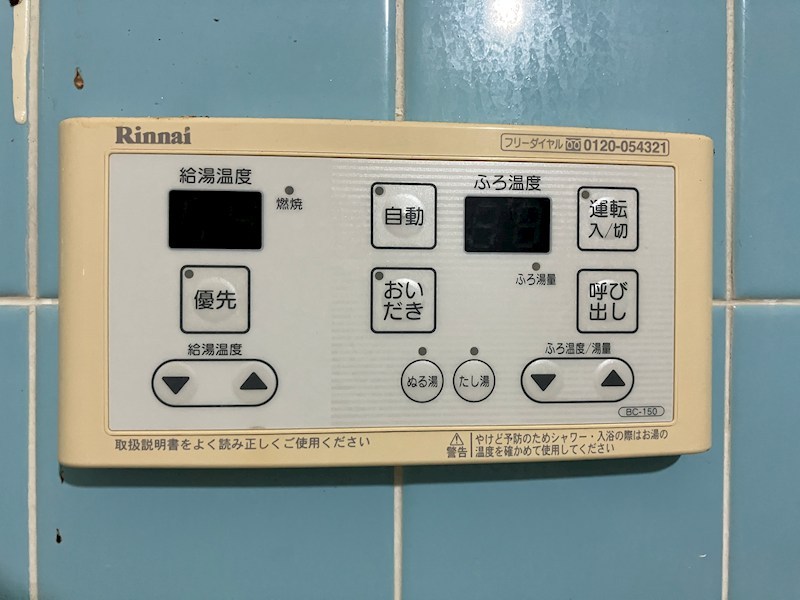 Rinnai
フリーダイヤル 0120-054321
給湯温度
燃焼
自動
ふろ温度
運転
入/切
優先
おい
だき
ふろ湯量
呼び
出し
給湯温度
ぬる湯
たし湯
ふろ温度/湯量
BC-150
取扱説明書をよく読み正しくご使用ください
警告
やけど予防のためシャワー・入浴の際はお湯の
温度を確かめて使用してください